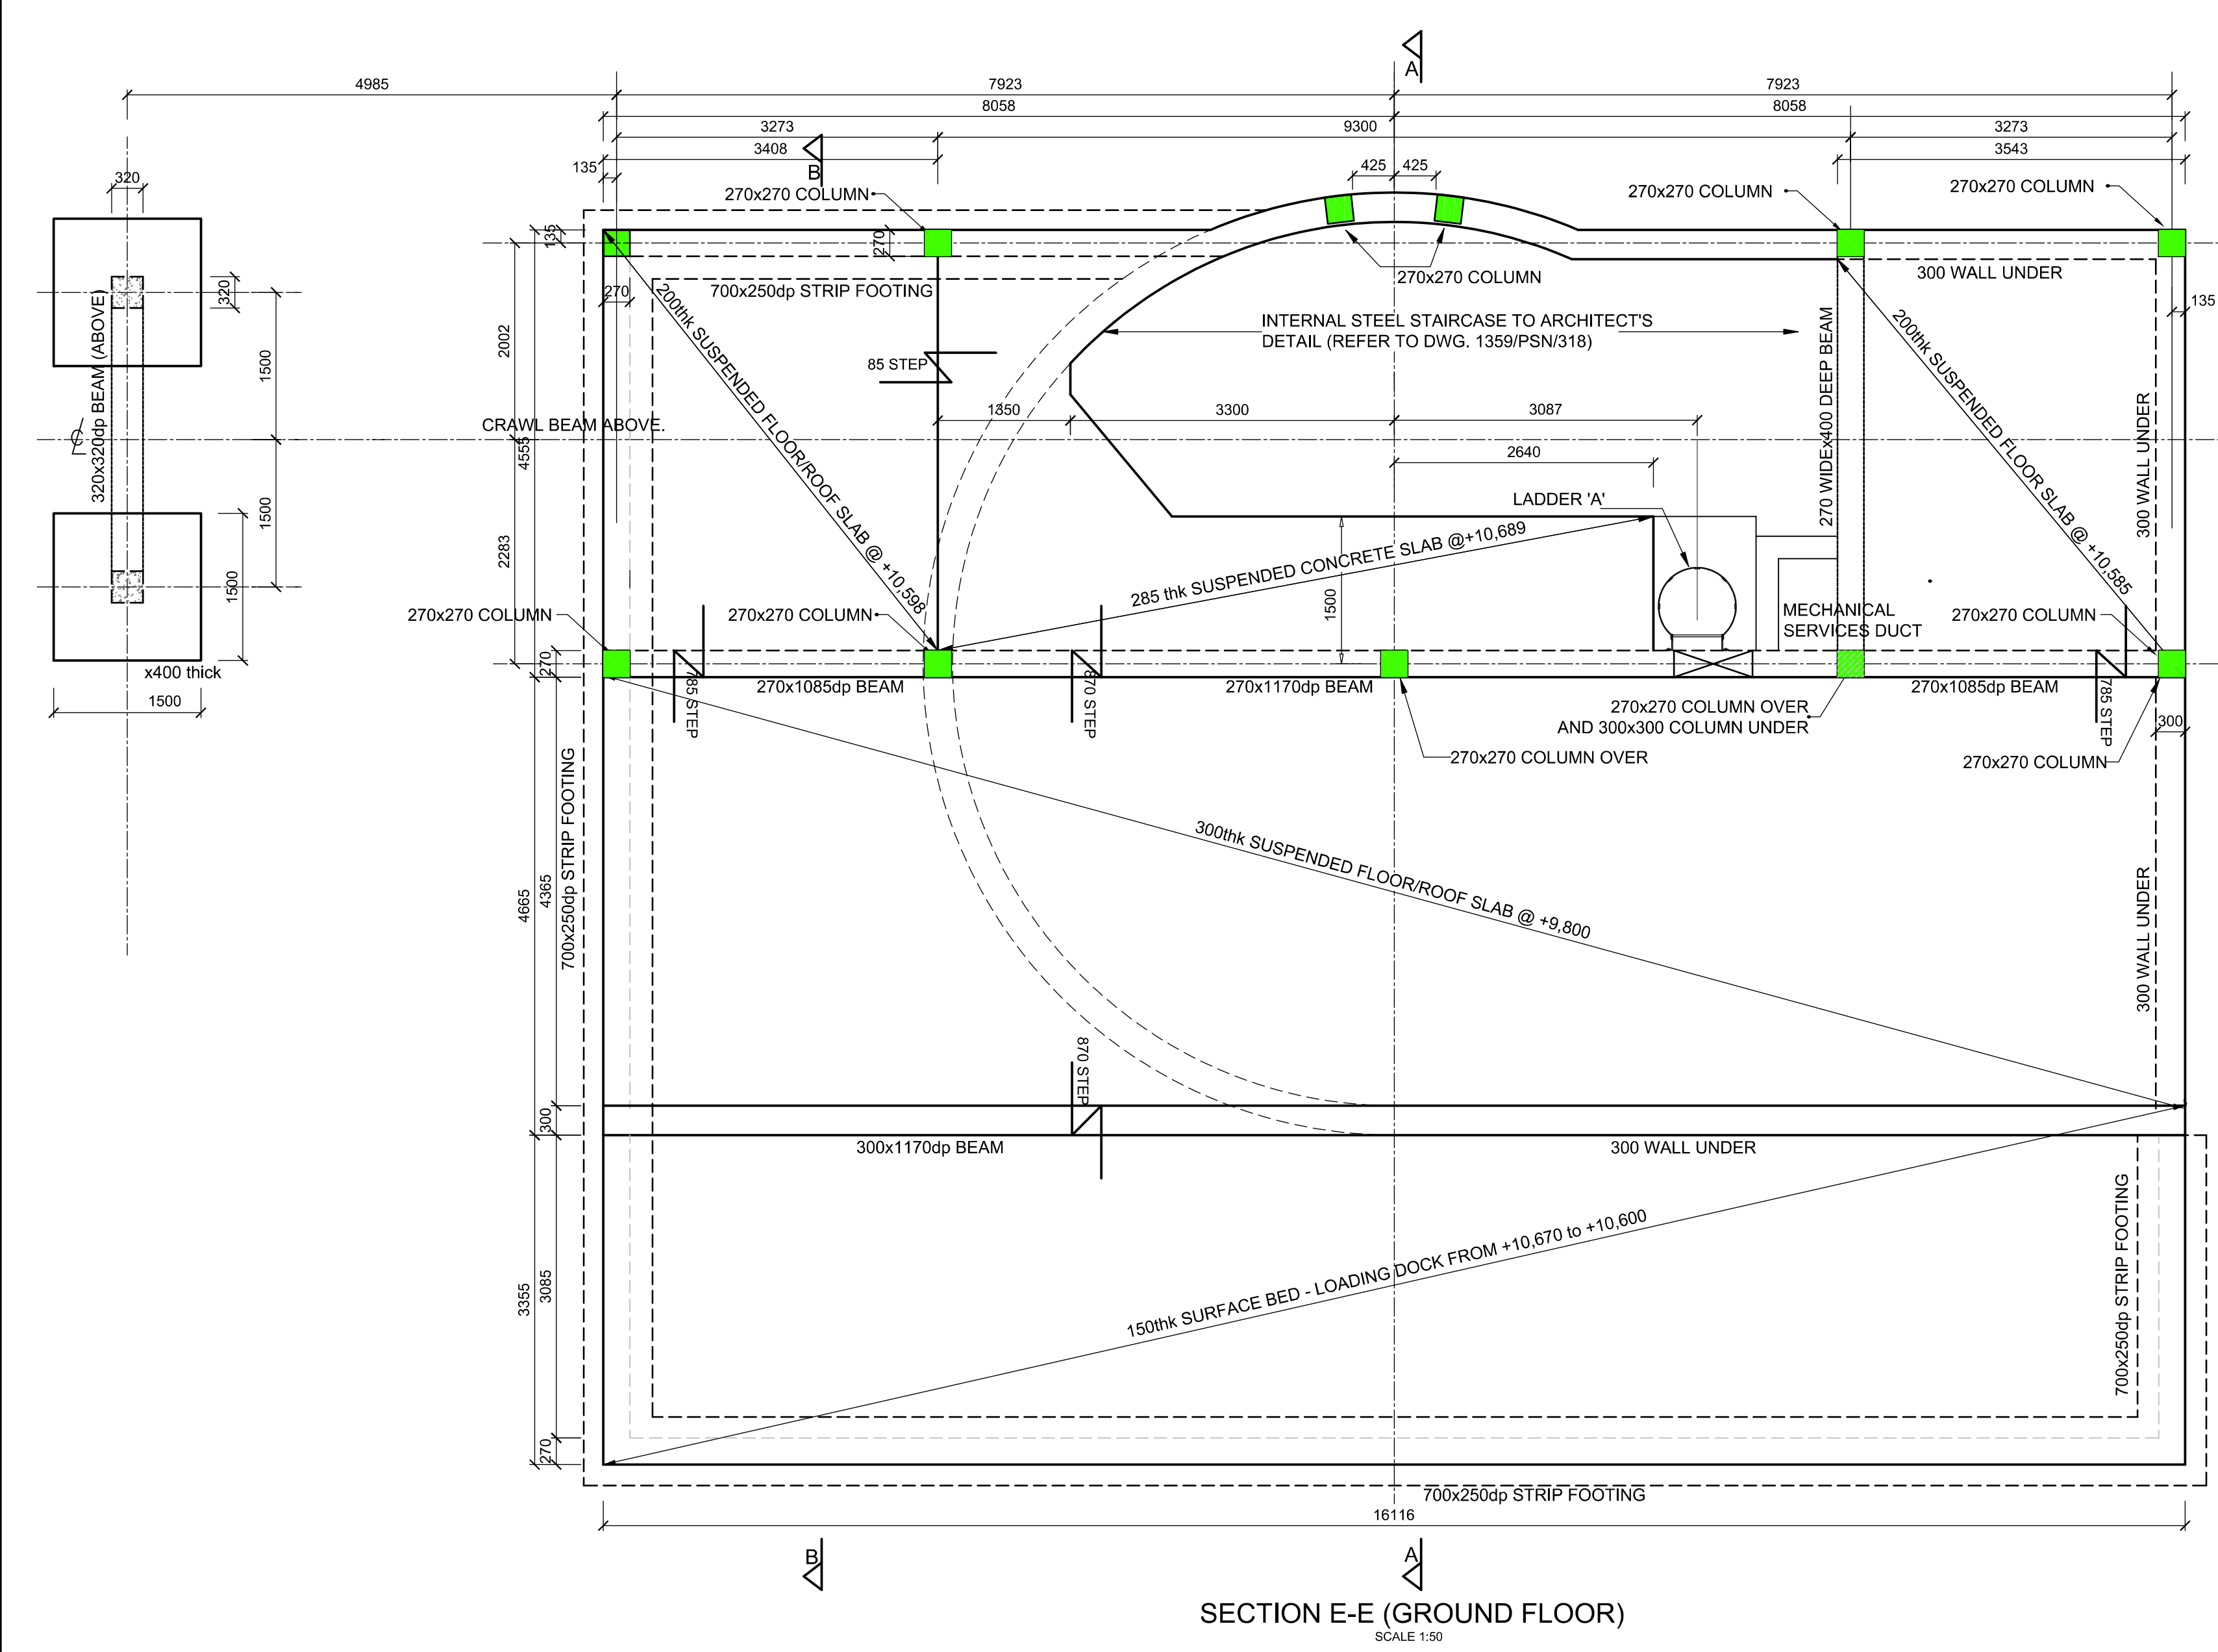 A
4985
7923
7923
8058
8058
3273
9300
3273
3408
3543
135
B
425
425
320
270x270 COLUMN
270x270 COLUMN
270x270 COLUMN
135
270
270x270 COLUMN
300 WALL UNDER
270
700x250dp STRIP FOOTING
320
135
INTERNAL STEEL STAIRCASE TO ARCHITECT'S
DETAIL (REFER TO DWG. 1359/PSN/318)
2002
1500
320x320dp BEAM (ABOVE)
200thk SUSPENDED FLOOR/ROOF SLAB @ +10,598
85 STEP
270 WIDEx400 DEEP BEAM
200thk SUSPENDED FLOOR SLAB @ +10,585
300 WALL UNDER
1350
3300
3087
CRAWL BEAM ABOVE.
4555
2640
LADDER 'A'
1500
2283
1500
285 thk SUSPENDED CONCRETE SLAB @+10,689
1500
270x270 COLUMN
270x270 COLUMN
MECHANICAL
SERVICES DUCT
270x270 COLUMN
x400 thick
1500
270
785 STEP
270x1085dp BEAM
870 STEP
270x1170dp BEAM
270x1085dp BEAM
785 STEP
270x270 COLUMN OVER
AND 300x300 COLUMN UNDER
300
270x270 COLUMN OVER
270x270 COLUMN
700x250dp STRIP FOOTING
4665
4365
300thk SUSPENDED FLOOR/ROOF SLAB @ +9,800
300 WALL UNDER
870 STEP
300
300x1170dp BEAM
300 WALL UNDER
700x250dp STRIP FOOTING
3355
3085
150thk SURFACE BED - LOADING DOCK FROM +10,670 to +10,600
270
700x250dp STRIP FOOTING
16116
B
A
SECTION E-E (GROUND FLOOR)
SCALE 1:50